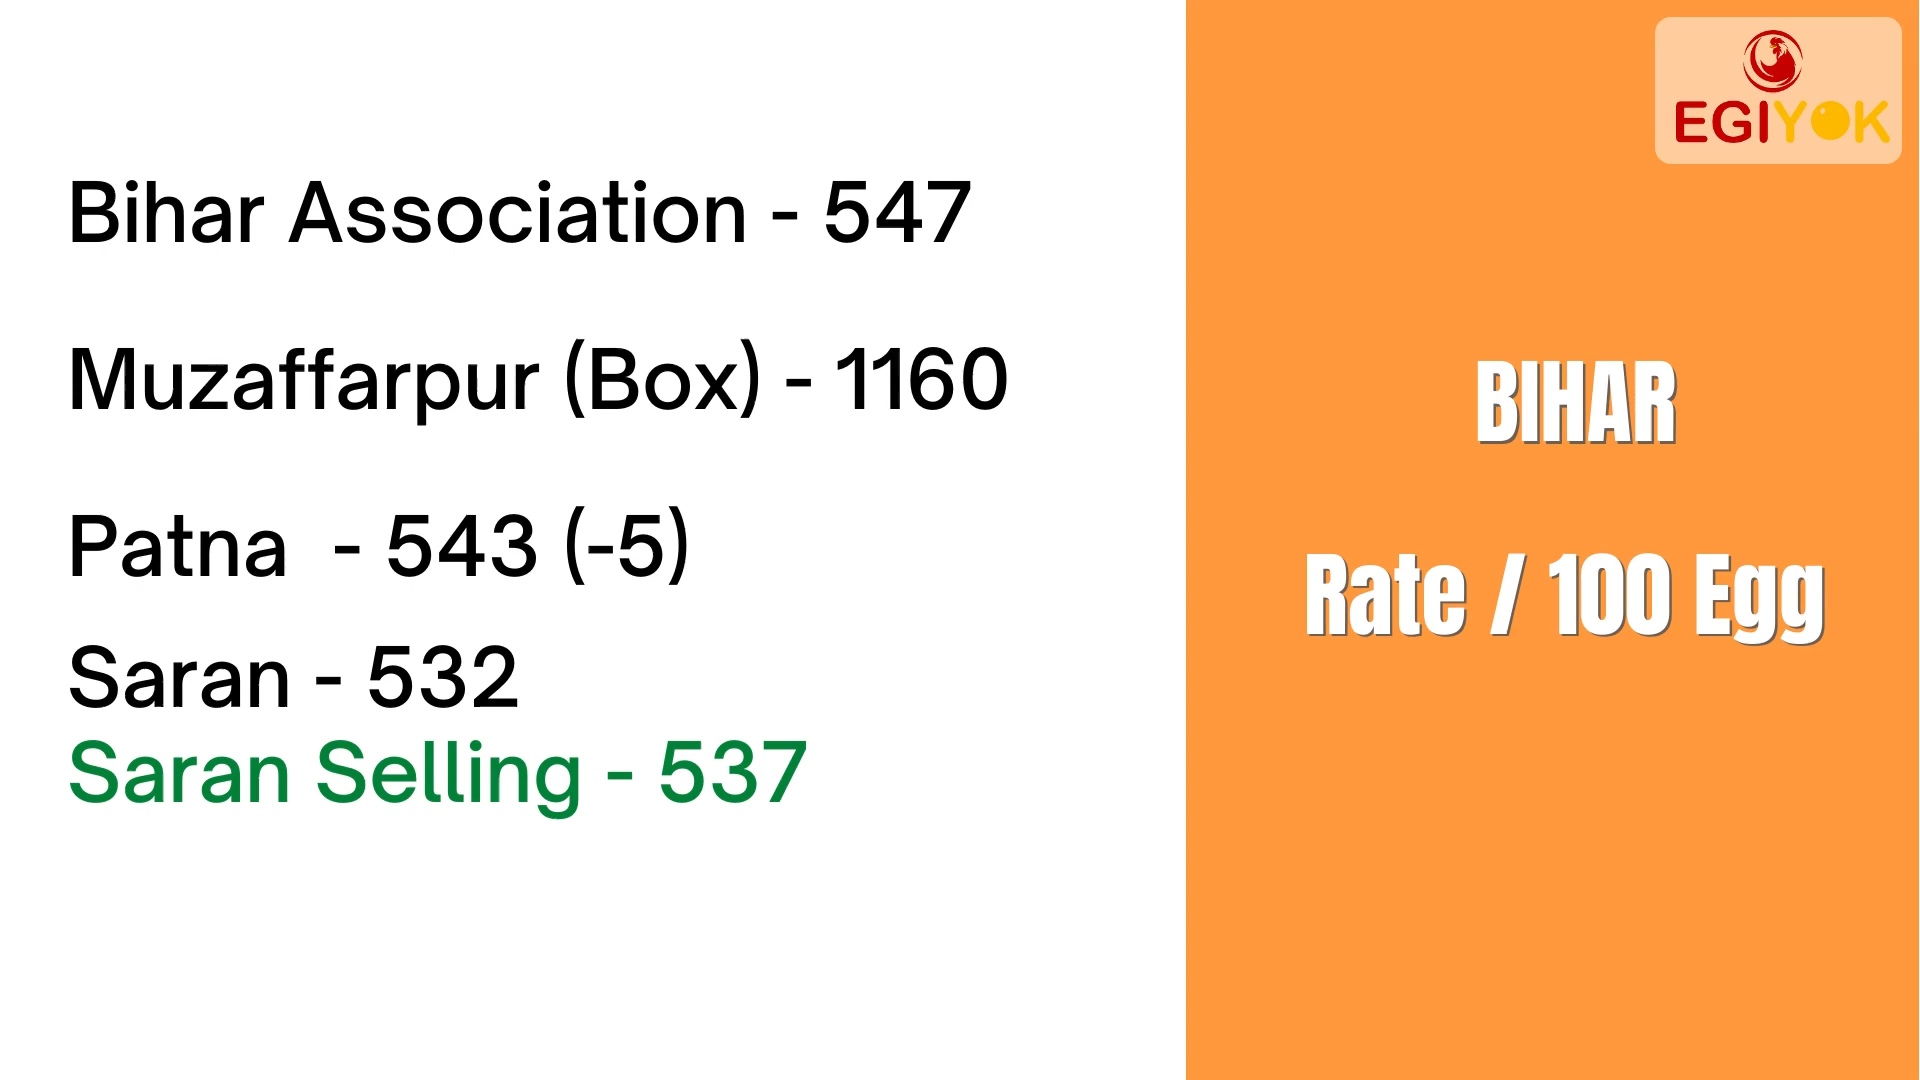 Bihar Association - 547
Muzaffarpur (Box) - 1160
Patna - 543 (-5)
Saran - 532
Saran Selling - 537
EGIYOK
BIHAR
Rate / 100 Egg